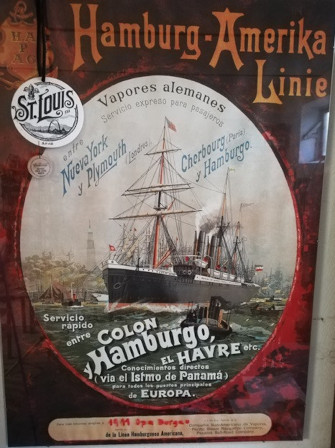 HAPAG
Hamburg-Amerika
Linie
ST. LOUIS
Vapores alemanes
Servicio expreso para pasajeros
entre
Nueva York
y Plymouth (Londres)
Cherbourg (Paris)
y Hamburgo.
Servicio
rápido
entre
COLON
y Hamburgo,
EL HAVRE etc.
Conocimientos directos
(via el Istmo de Panamá)
para todos los puertos principales
de EUROPA.
de la Linea Hamburguesa Americana,